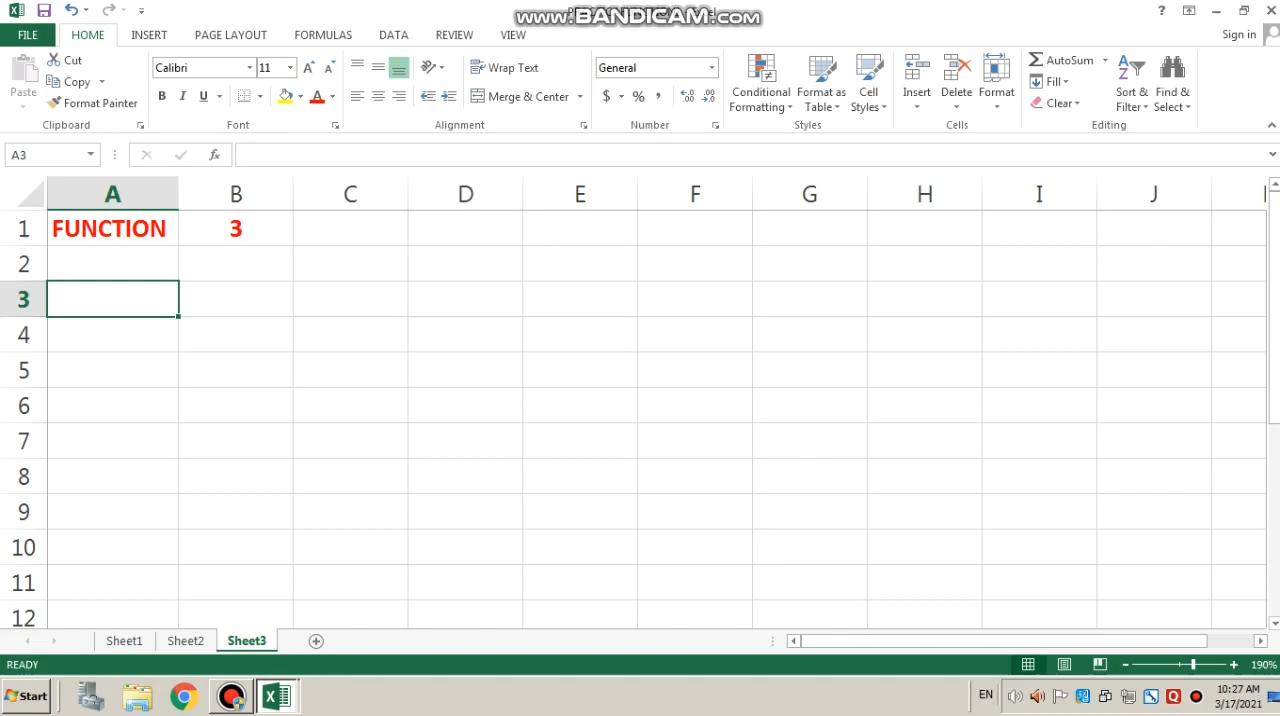 www.BANDICAM.com
Sign in
FILE HOME INSERT PAGE LAYOUT FORMULAS DATA REVIEW VIEW
Paste
Cut
Copy
Format Painter
Clipboard
Calibri 11
B I U
Font
Wrap Text
Merge & Center
Alignment
General
$ % ,
Number
Conditional Formatting
Format as Table
Cell Styles
Styles
Insert
Delete
Format
Cells
AutoSum
Fill
Clear
Sort & Filter
Find & Select
Editing
A3 fx
A B C D E F G H I J
1 FUNCTION 3
2
3
4
5
6
7
8
9
10
11
12
Sheet1 Sheet2 Sheet3
READY 190%
Start
EN
10:27 AM
3/17/2021